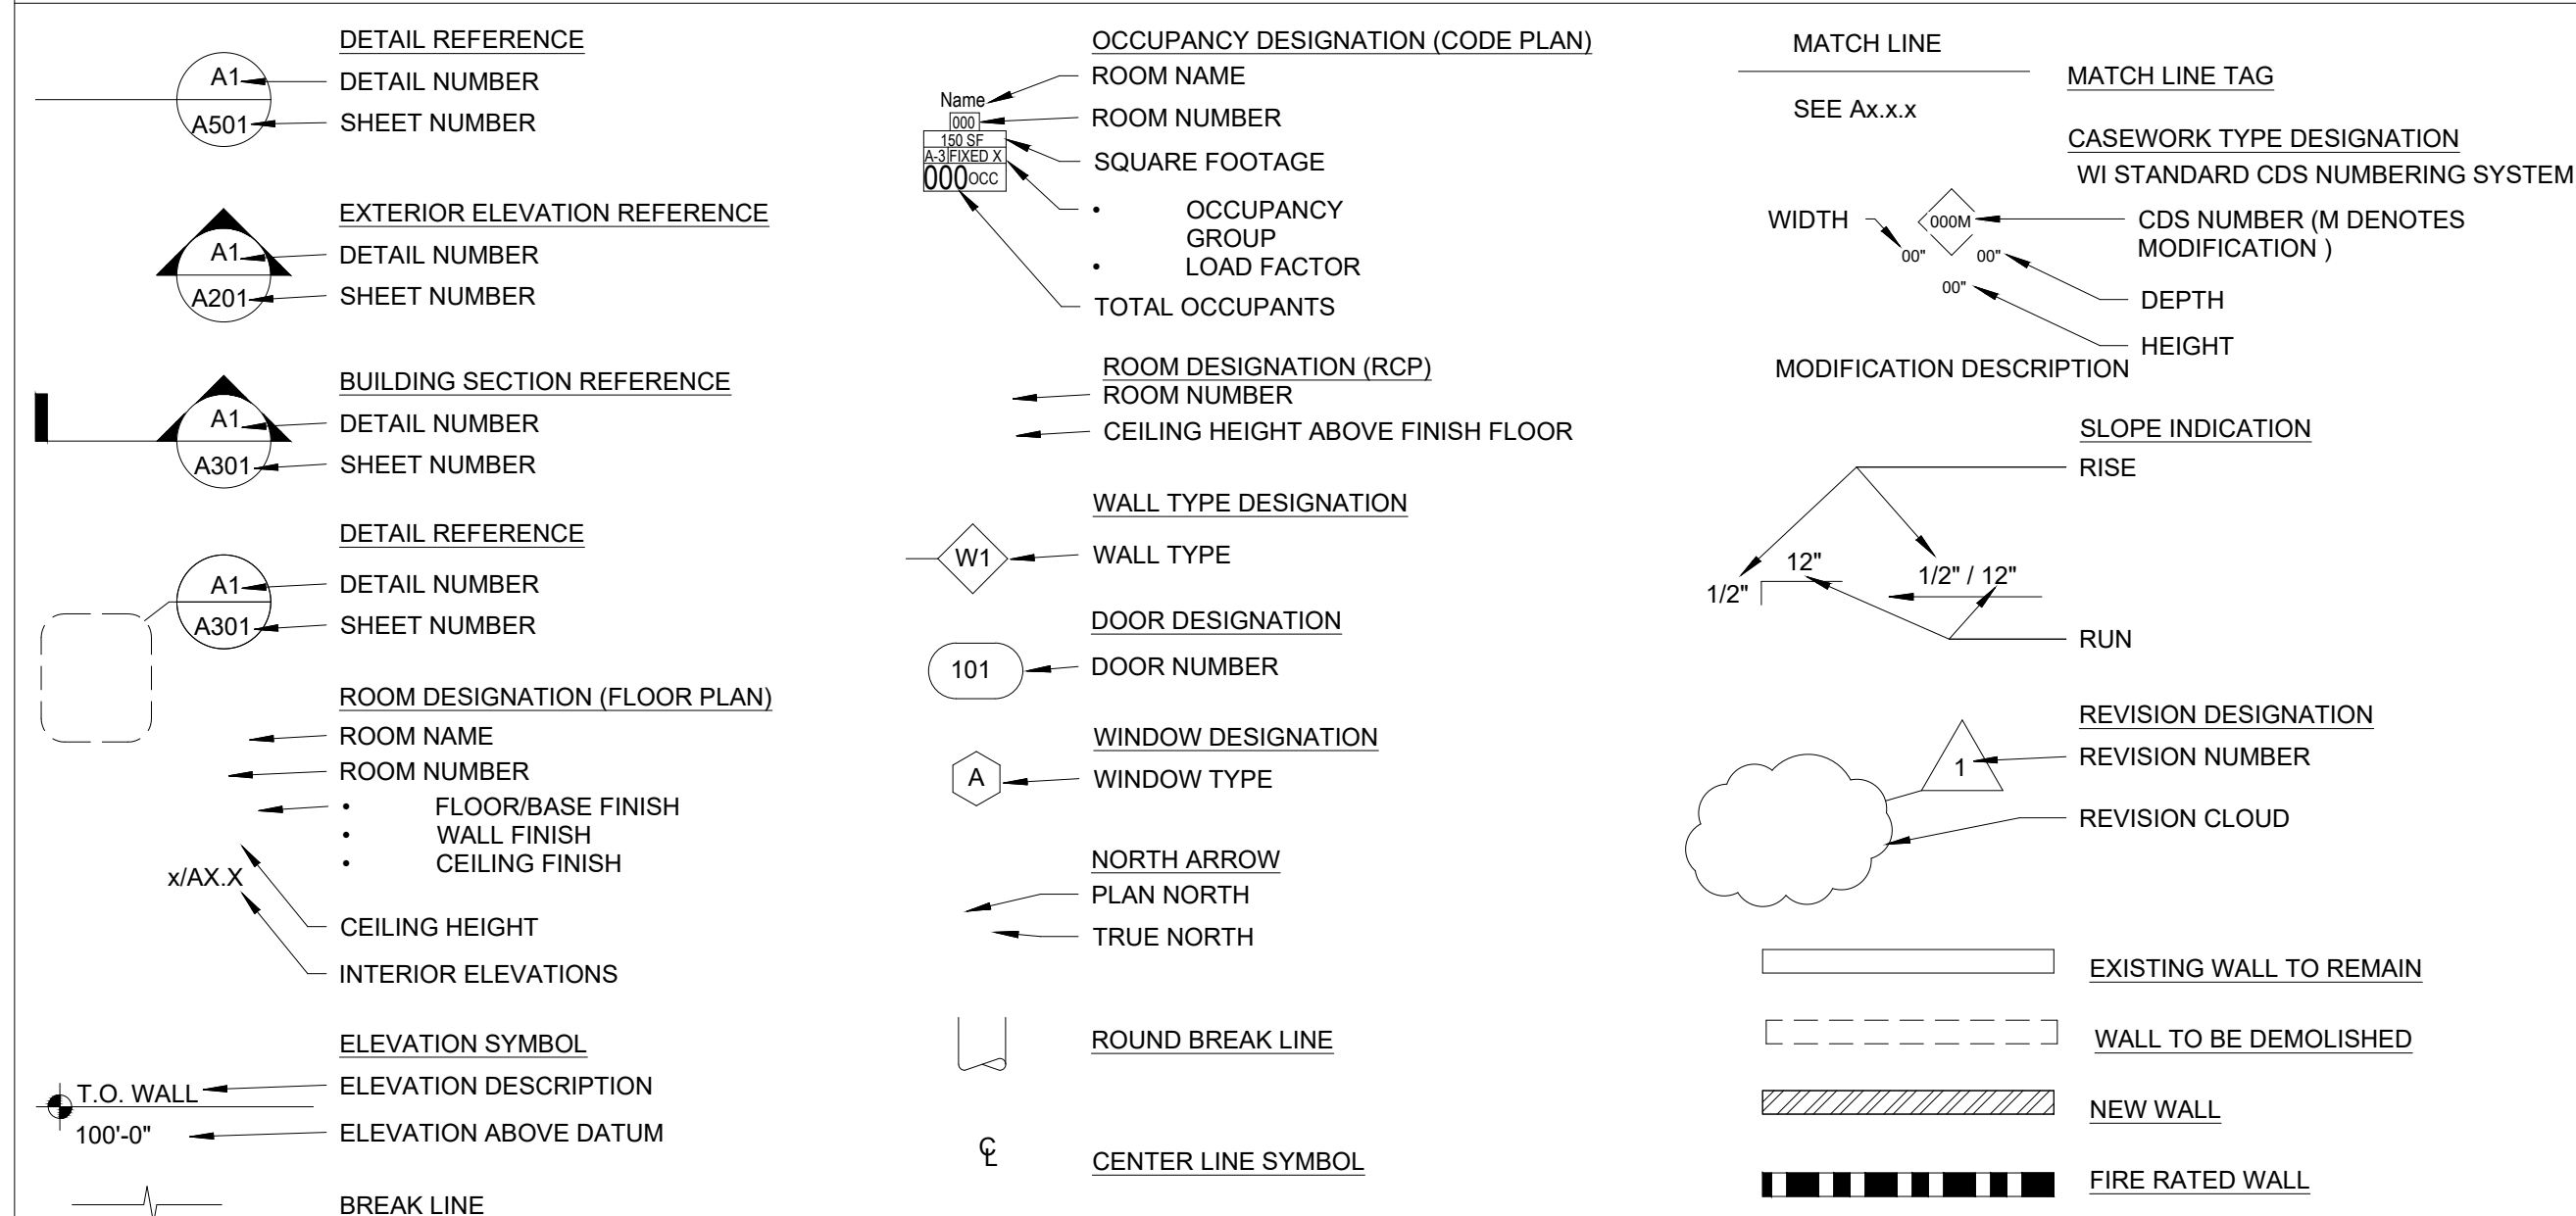 DETAIL REFERENCE
A1
DETAIL NUMBER
A501
SHEET NUMBER
EXTERIOR ELEVATION REFERENCE
A1
DETAIL NUMBER
A201
SHEET NUMBER
BUILDING SECTION REFERENCE
A1
DETAIL NUMBER
A301
SHEET NUMBER
DETAIL REFERENCE
A1
DETAIL NUMBER
A301
SHEET NUMBER
ROOM DESIGNATION (FLOOR PLAN)
ROOM NAME
ROOM NUMBER
• FLOOR/BASE FINISH
• WALL FINISH
• CEILING FINISH
x/AX.X
CEILING HEIGHT
INTERIOR ELEVATIONS
ELEVATION SYMBOL
T.O. WALL
ELEVATION DESCRIPTION
100'-0"
ELEVATION ABOVE DATUM
BREAK LINE
OCCUPANCY DESIGNATION (CODE PLAN)
ROOM NAME
Name
000
ROOM NUMBER
150 SF
A-3 FIXED X
SQUARE FOOTAGE
000 OCC
• OCCUPANCY
GROUP
• LOAD FACTOR
TOTAL OCCUPANTS
ROOM DESIGNATION (RCP)
ROOM NUMBER
CEILING HEIGHT ABOVE FINISH FLOOR
WALL TYPE DESIGNATION
W1
WALL TYPE
DOOR DESIGNATION
101
DOOR NUMBER
WINDOW DESIGNATION
A
WINDOW TYPE
NORTH ARROW
PLAN NORTH
TRUE NORTH
ROUND BREAK LINE
℄
CENTER LINE SYMBOL
MATCH LINE
MATCH LINE TAG
SEE Ax.x.x
CASEWORK TYPE DESIGNATION
WI STANDARD CDS NUMBERING SYSTEM
WIDTH
000M
CDS NUMBER (M DENOTES
MODIFICATION )
00"
00"
00"
DEPTH
HEIGHT
MODIFICATION DESCRIPTION
SLOPE INDICATION
RISE
12"
1/2"
1/2" / 12"
RUN
REVISION DESIGNATION
1
REVISION NUMBER
REVISION CLOUD
EXISTING WALL TO REMAIN
WALL TO BE DEMOLISHED
NEW WALL
FIRE RATED WALL